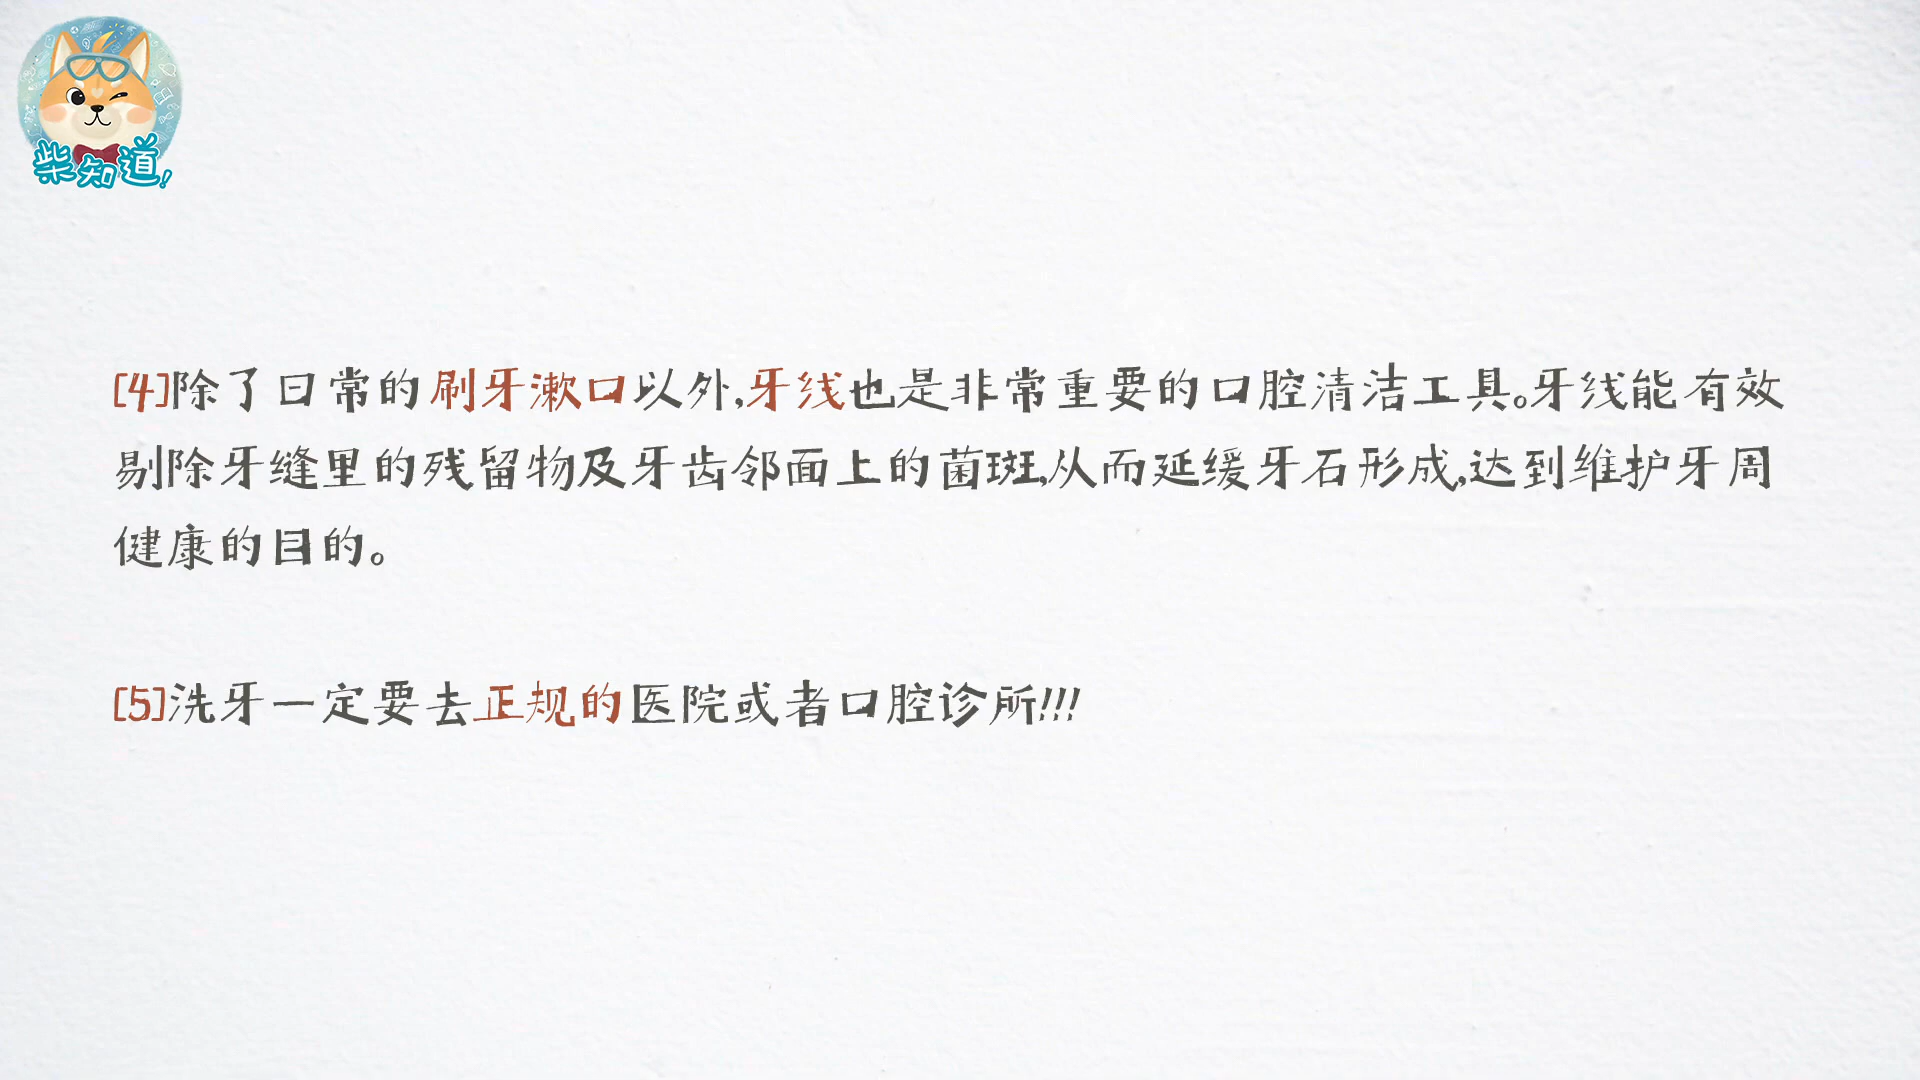 柴知道!
[4]除了日常的刷牙漱口以外,牙线也是非常重要的口腔清洁工具。牙线能有效
剔除牙缝里的残留物及牙齿邻面上的菌斑,从而延缓牙石形成,达到维护牙周
健康的目的。
[5]洗牙一定要去正规的医院或者口腔诊所!!!